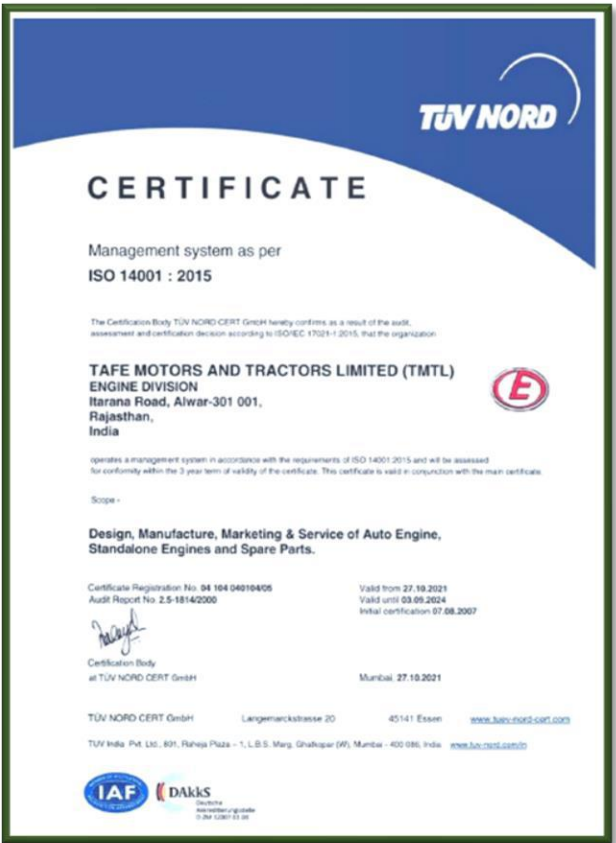 TÜV NORD
CERTIFICATE
Management system as per
ISO 14001 : 2015
The Certification Body TÜV NORD CERT GmbH hereby confirms as a result of the audit,
assessment and certification decision according to ISO/IEC 17021-1:2015, that the organization
TAFE MOTORS AND TRACTORS LIMITED (TMTL)
ENGINE DIVISION
Itarana Road, Alwar-301 001,
Rajasthan,
India
E
operates a management system in accordance with the requirements of ISO 14001:2015 and will be assessed
for conformity within the 3 year term of validity of the certificate. This certificate is valid in conjunction with the main certificate.
Scope -
Design, Manufacture, Marketing & Service of Auto Engine,
Standalone Engines and Spare Parts.
Certificate Registration No. 04 104 040104/05
Audit Report No. 2.5-1814/2000
Valid from 27.10.2021
Valid until 03.09.2024
Initial certification 07.08.2007
Certification Body
at TÜV NORD CERT GmbH
Mumbai, 27.10.2021
TÜV NORD CERT GmbH Langemarckstrasse 20 45141 Essen www.tuev-nord-cert.com
TUV India Pvt. Ltd., 801, Raheja Plaza – 1, L.B.S. Marg, Ghatkopar (W), Mumbai - 400 086, India www.tuv-nord.com/in
IAF
DAkkS
Deutsche
Akkreditierungsstelle